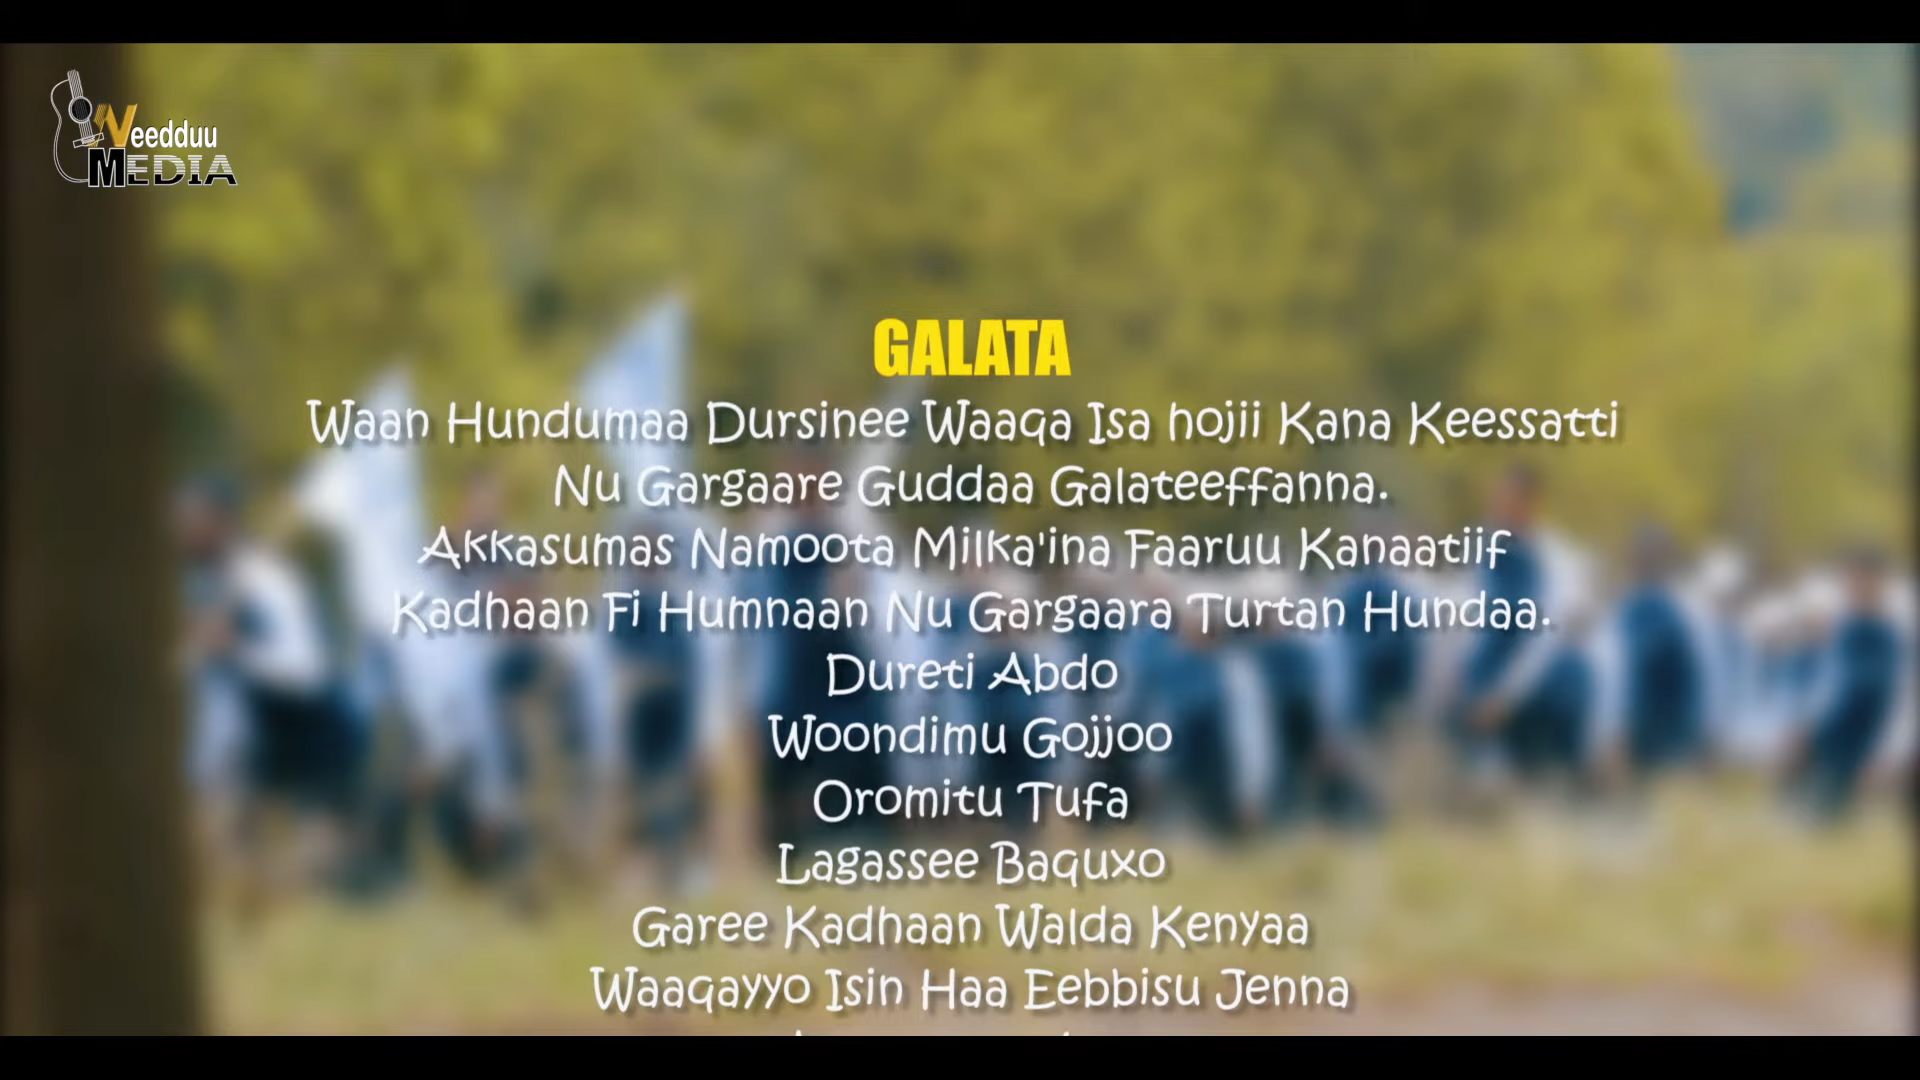 Weedduu
MEDIA
GALATA
Waan Hundumaa Dursinee Waaqa Isa hojii Kana Keessatti
Nu Gargaare Guddaa Galateeffanna.
Akkasumas Namoota Milka'ina Faaruu Kanaatiif
Kadhaan Fi Humnaan Nu Gargaara Turtan Hundaa.
Dureti Abdo
Woondimu Gojjoo
Oromitu Tufa
Lagassee Baquxo
Garee Kadhaan Walda Kenyaa
Waaqayyo Isin Haa Eebbisu Jenna